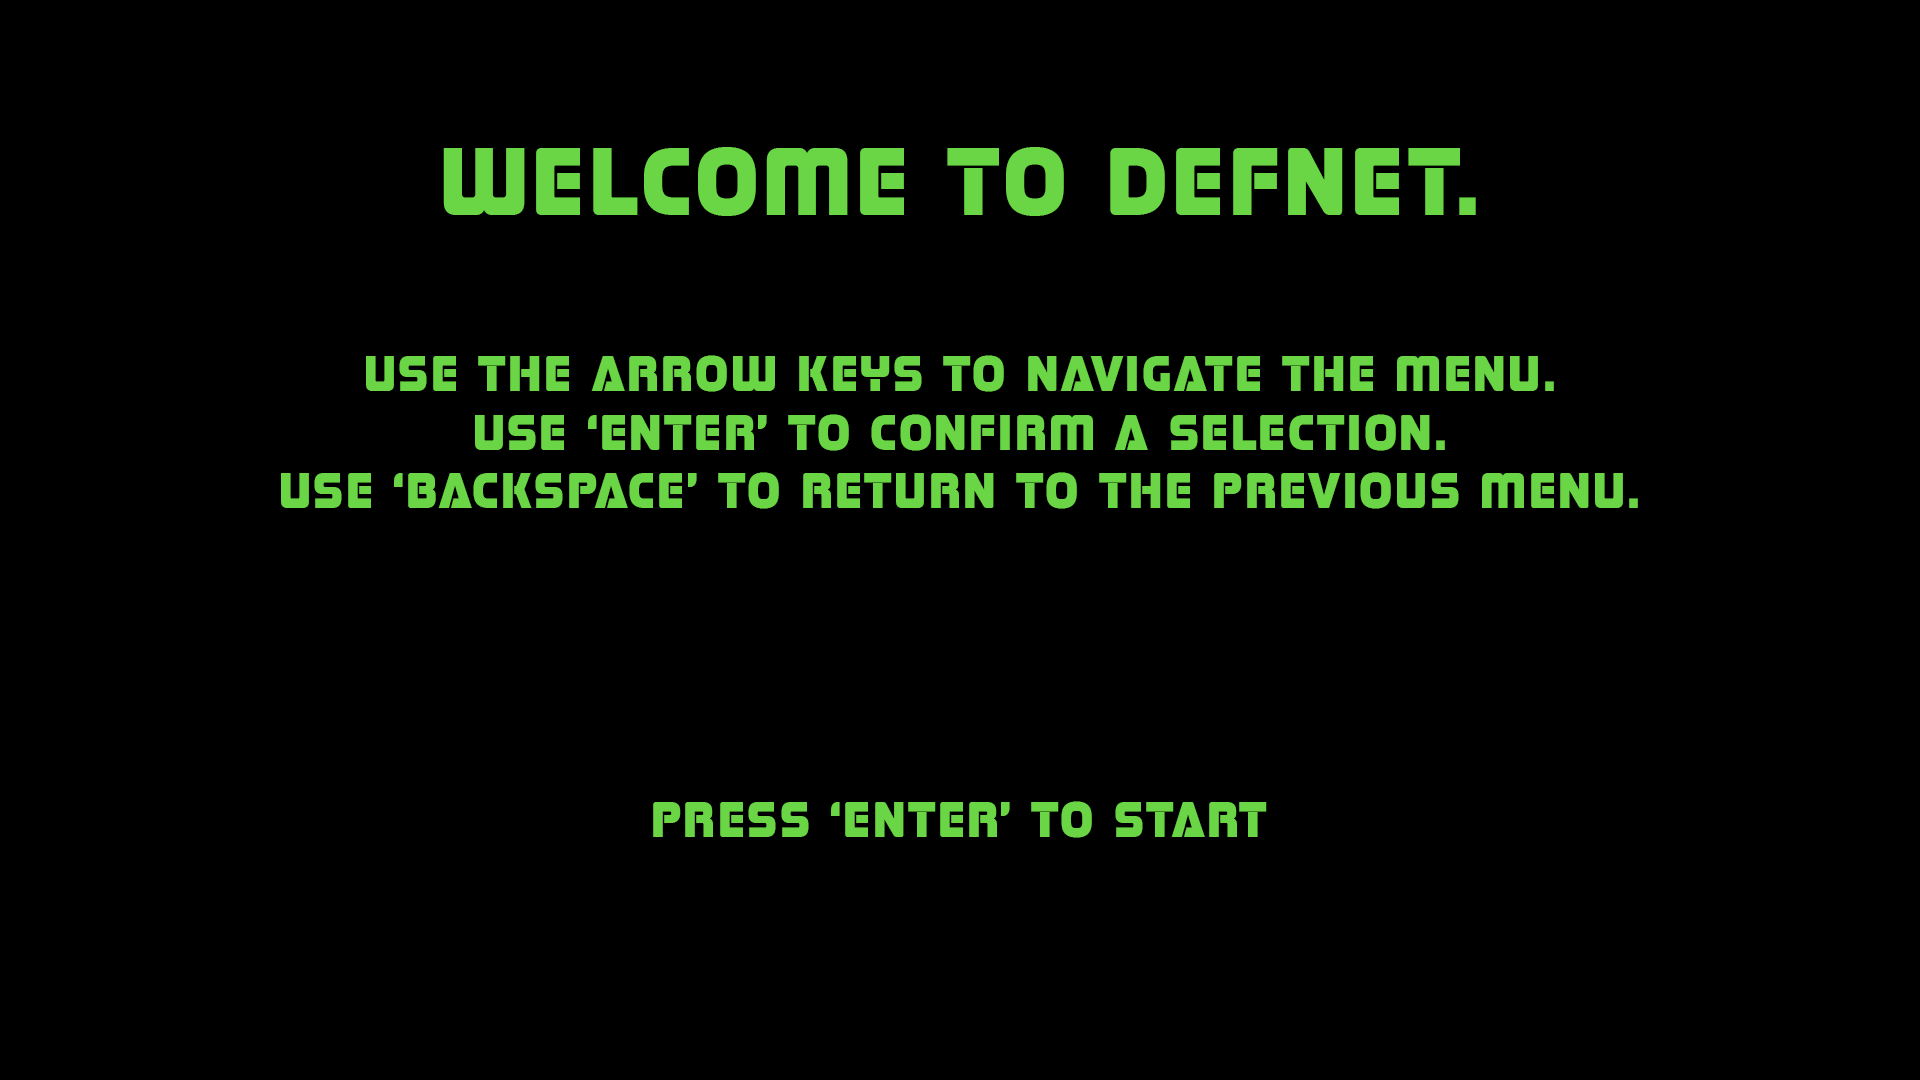 WELCOME TO DEFNET.
USE THE ARROW KEYS TO NAVIGATE THE MENU.
USE ‘ENTER’ TO CONFIRM A SELECTION.
USE ‘BACKSPACE’ TO RETURN TO THE PREVIOUS MENU.
PRESS ‘ENTER’ TO START